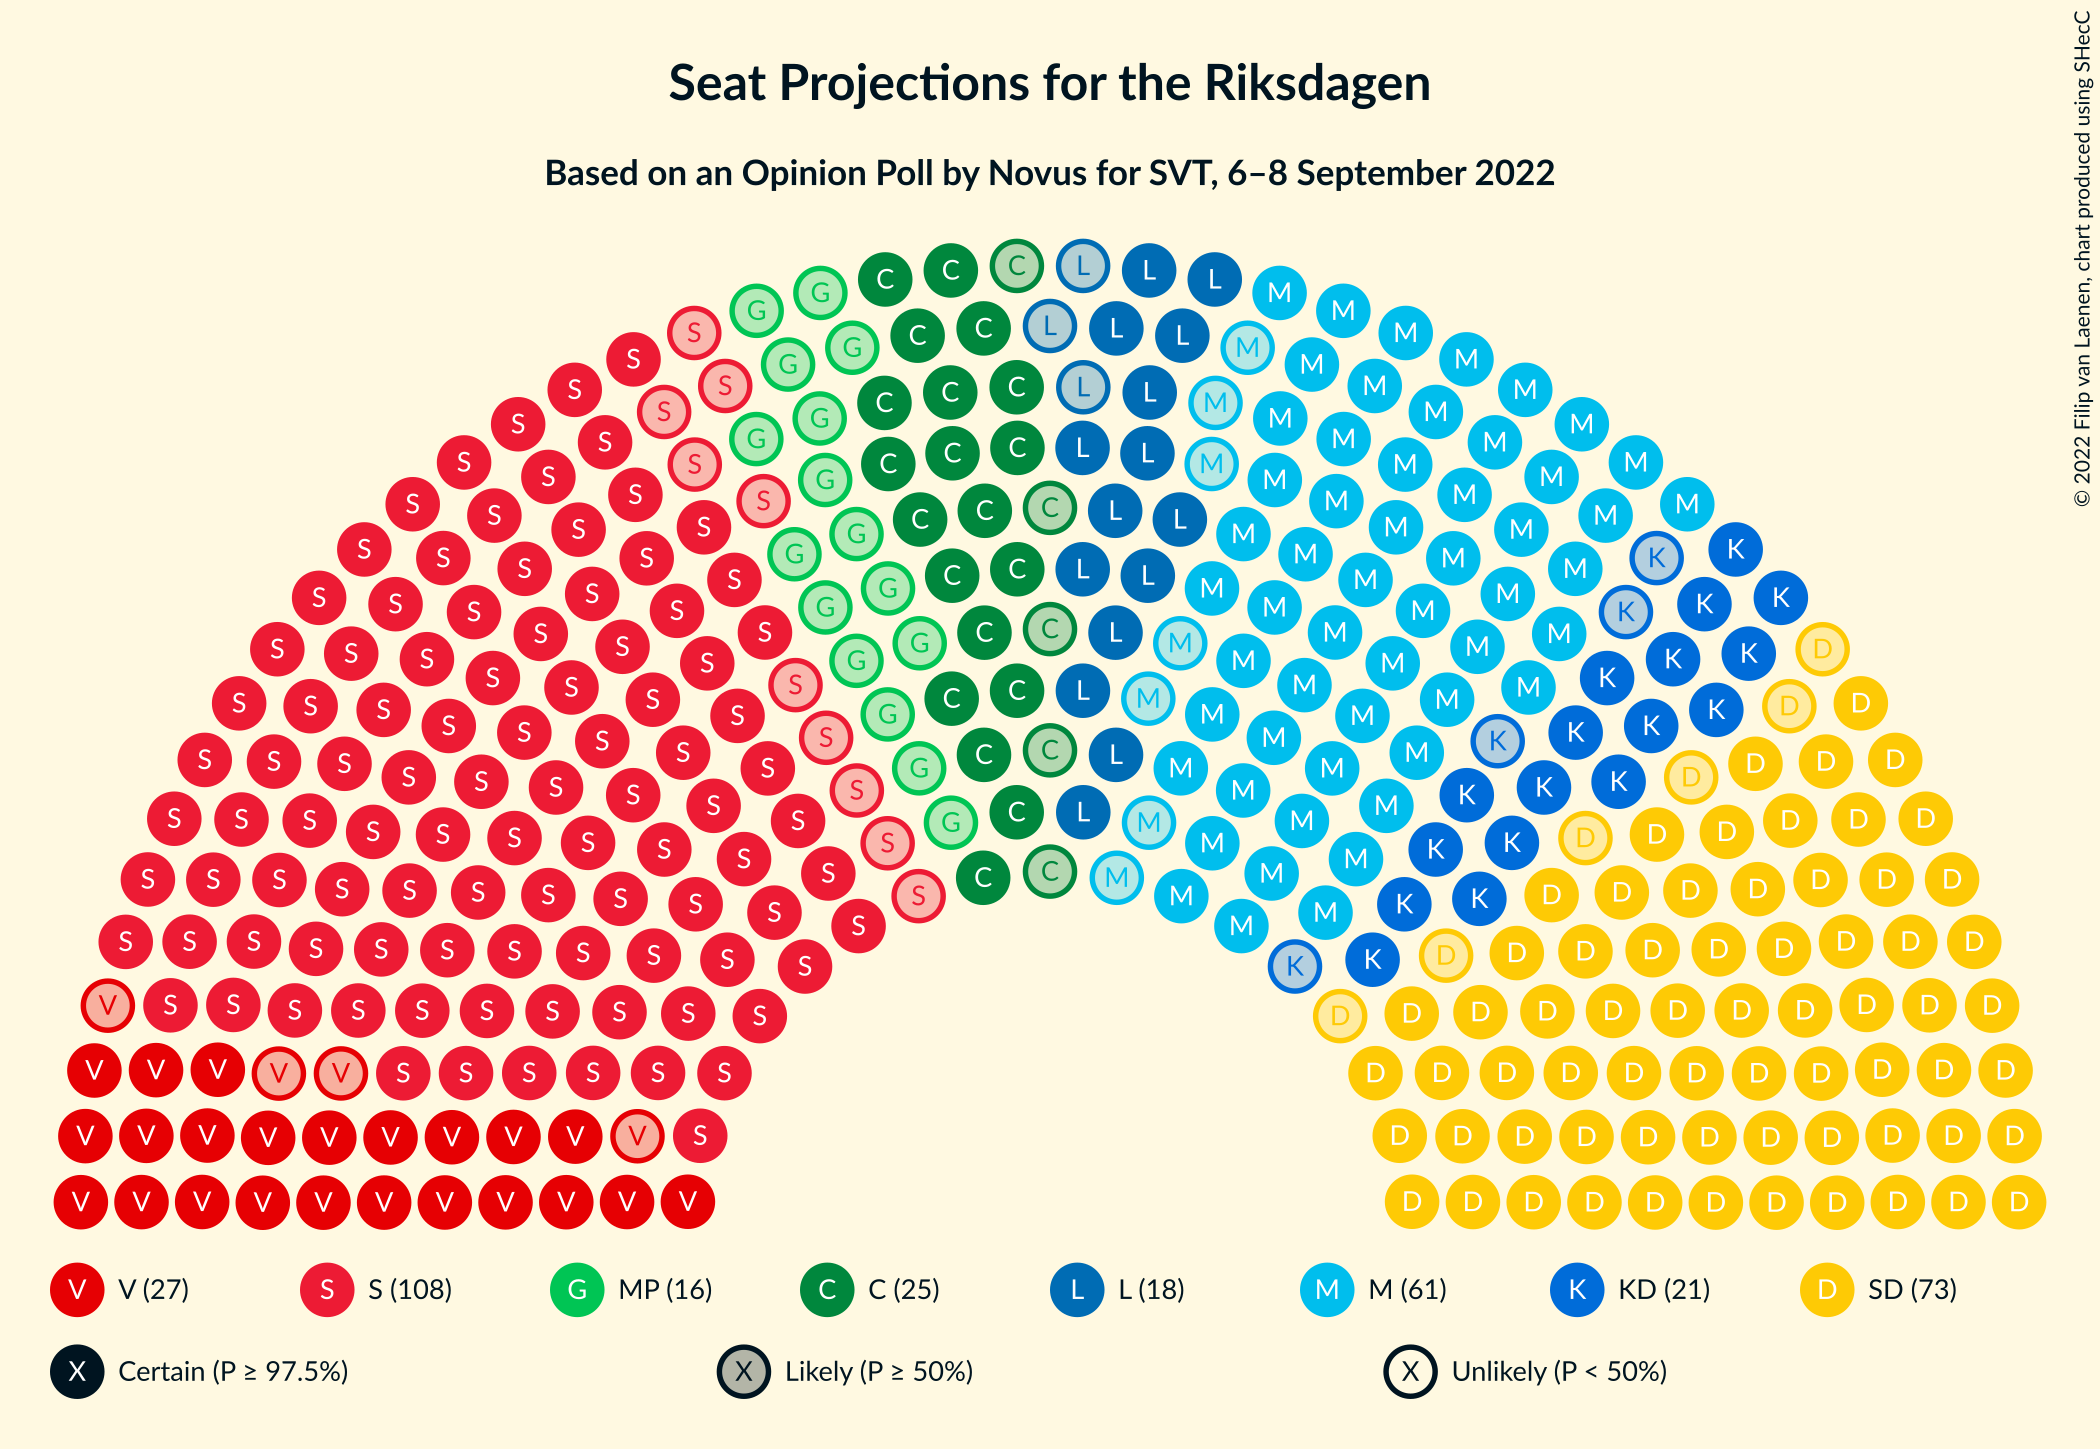 Seat Projections for the Riksdagen
Based on an Opinion Poll by Novus for SVT, 6–8 September 2022
© 2022 Filip van Laenen, chart produced using SHecC
V V (27)
S S (108)
G MP (16)
C C (25)
L L (18)
M M (61)
K KD (21)
D SD (73)
X Certain (P ≥ 97.5%)
X Likely (P ≥ 50%)
X Unlikely (P < 50%)